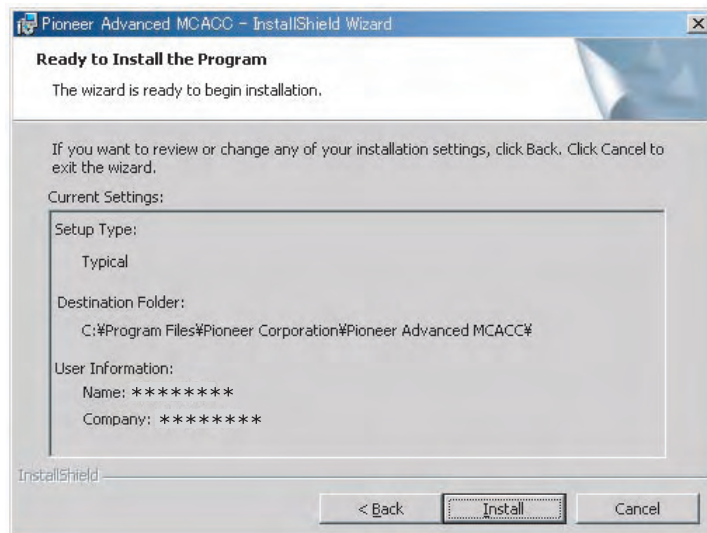 Pioneer Advanced MCACC - InstallShield Wizard
Ready to Install the Program
The wizard is ready to begin installation.
If you want to review or change any of your installation settings, click Back. Click Cancel to
exit the wizard.
Current Settings:
Setup Type:
Typical
Destination Folder:
C:¥Program Files¥Pioneer Corporation¥Pioneer Advanced MCACC¥
User Information:
Name: ********
Company: ********
InstallShield
< Back
Install
Cancel